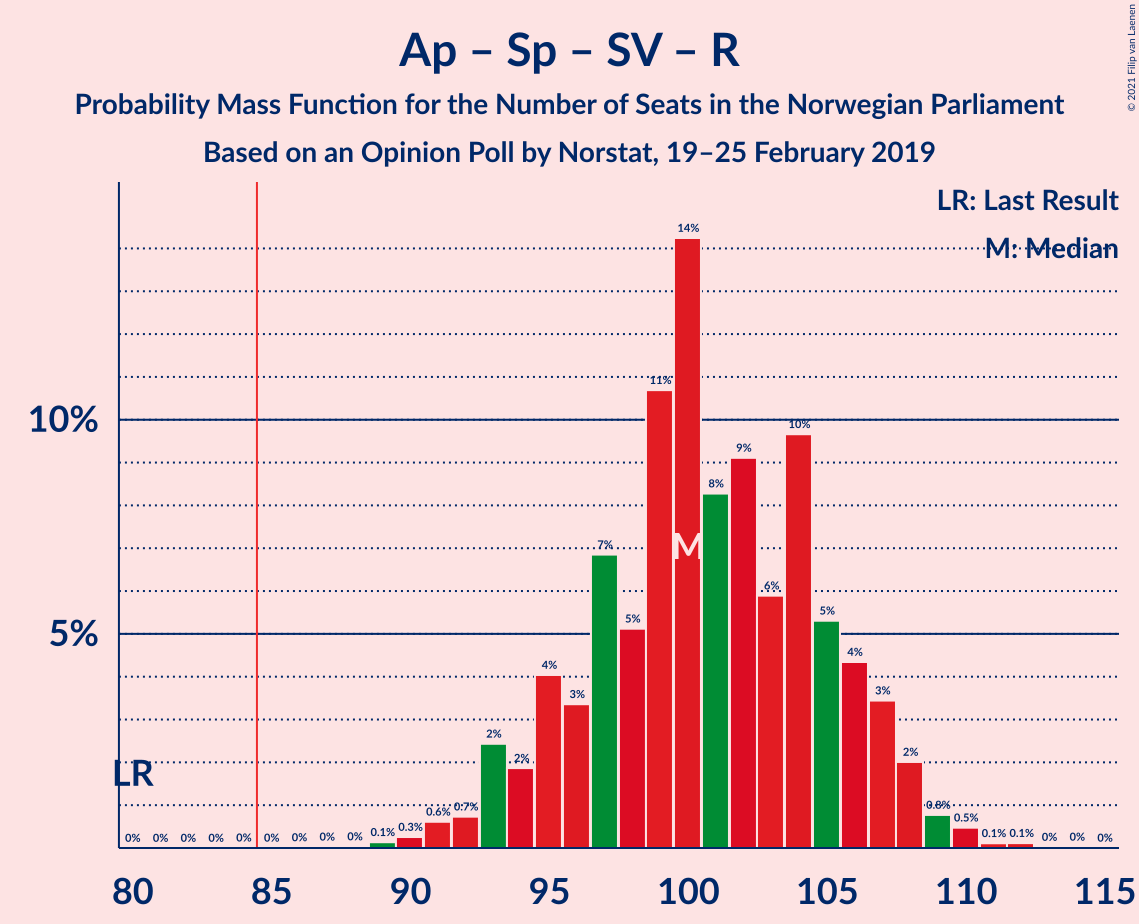 Ap – Sp – SV – R
Probability Mass Function for the Number of Seats in the Norwegian Parliament
Based on an Opinion Poll by Norstat, 19–25 February 2019
© 2021 Filip van Laenen
LR: Last Result
M: Median
10%
5%
LR
M
0% 0% 0% 0% 0% 0% 0% 0% 0% 0.1% 0.3% 0.6% 0.7% 2% 2% 4% 3% 7% 5% 11% 14% 8% 9% 6% 10% 5% 4% 3% 2% 0.8% 0.5% 0.1% 0.1% 0% 0% 0%
80 85 90 95 100 105 110 115